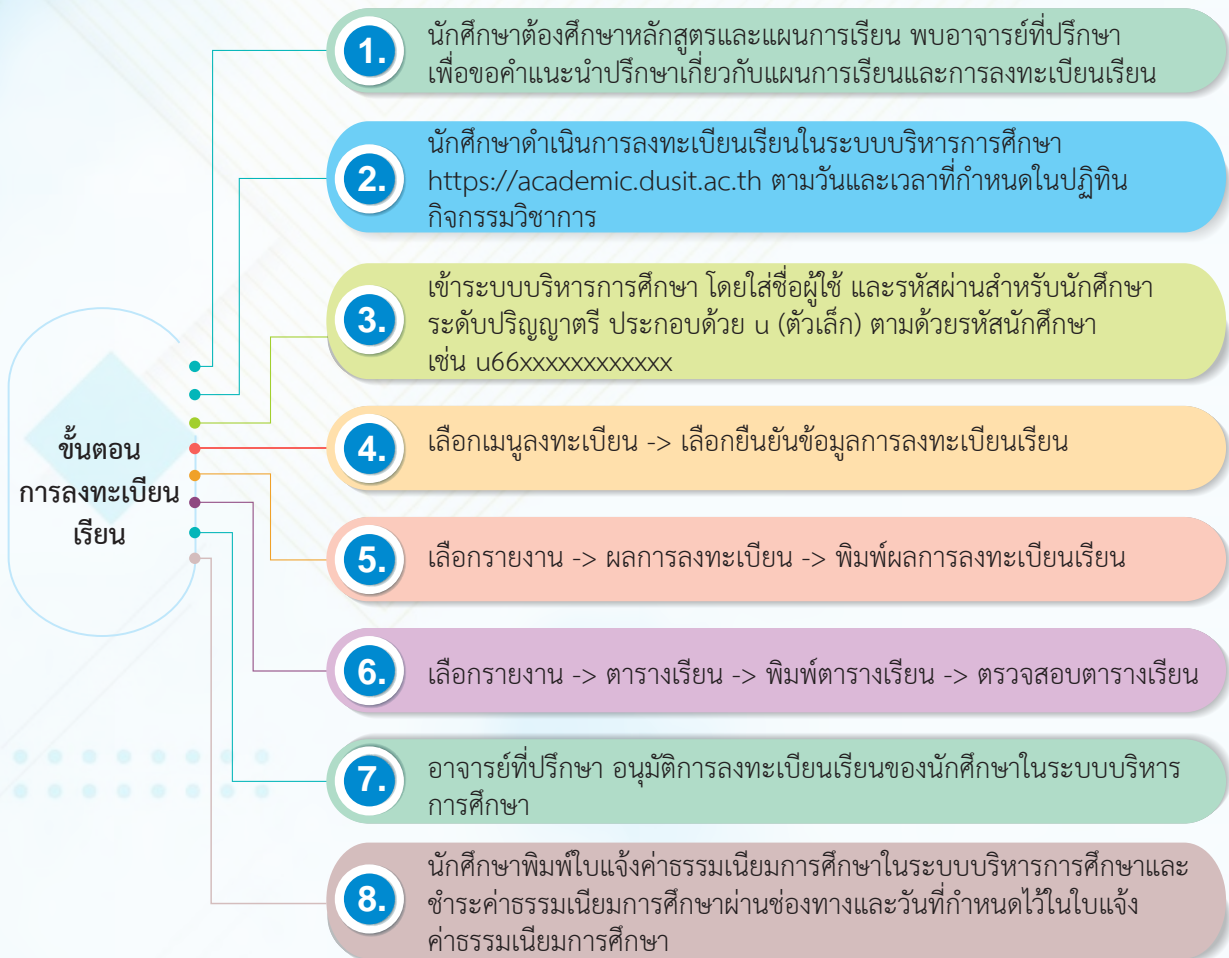 ขั้นตอน
การลงทะเบียน
เรียน
1.
นักศึกษาต้องศึกษาหลักสูตรและแผนการเรียน พบอาจารย์ที่ปรึกษา
เพื่อขอคำแนะนำปรึกษาเกี่ยวกับแผนการเรียนและการลงทะเบียนเรียน
2.
นักศึกษาดำเนินการลงทะเบียนเรียนในระบบบริหารการศึกษา
https://academic.dusit.ac.th ตามวันและเวลาที่กำหนดในปฏิทิน
กิจกรรมวิชาการ
3.
เข้าระบบบริหารการศึกษา โดยใส่ชื่อผู้ใช้ และรหัสผ่านสำหรับนักศึกษา
ระดับปริญญาตรี ประกอบด้วย u (ตัวเล็ก) ตามด้วยรหัสนักศึกษา
เช่น u66xxxxxxxxxxxx
4.
เลือกเมนูลงทะเบียน -> เลือกยืนยันข้อมูลการลงทะเบียนเรียน
5.
เลือกรายงาน -> ผลการลงทะเบียน -> พิมพ์ผลการลงทะเบียนเรียน
6.
เลือกรายงาน -> ตารางเรียน -> พิมพ์ตารางเรียน -> ตรวจสอบตารางเรียน
7.
อาจารย์ที่ปรึกษา อนุมัติการลงทะเบียนเรียนของนักศึกษาในระบบบริหาร
การศึกษา
8.
นักศึกษาพิมพ์ใบแจ้งค่าธรรมเนียมการศึกษาในระบบบริหารการศึกษาและ
ชำระค่าธรรมเนียมการศึกษาผ่านช่องทางและวันที่กำหนดไว้ในใบแจ้ง
ค่าธรรมเนียมการศึกษา